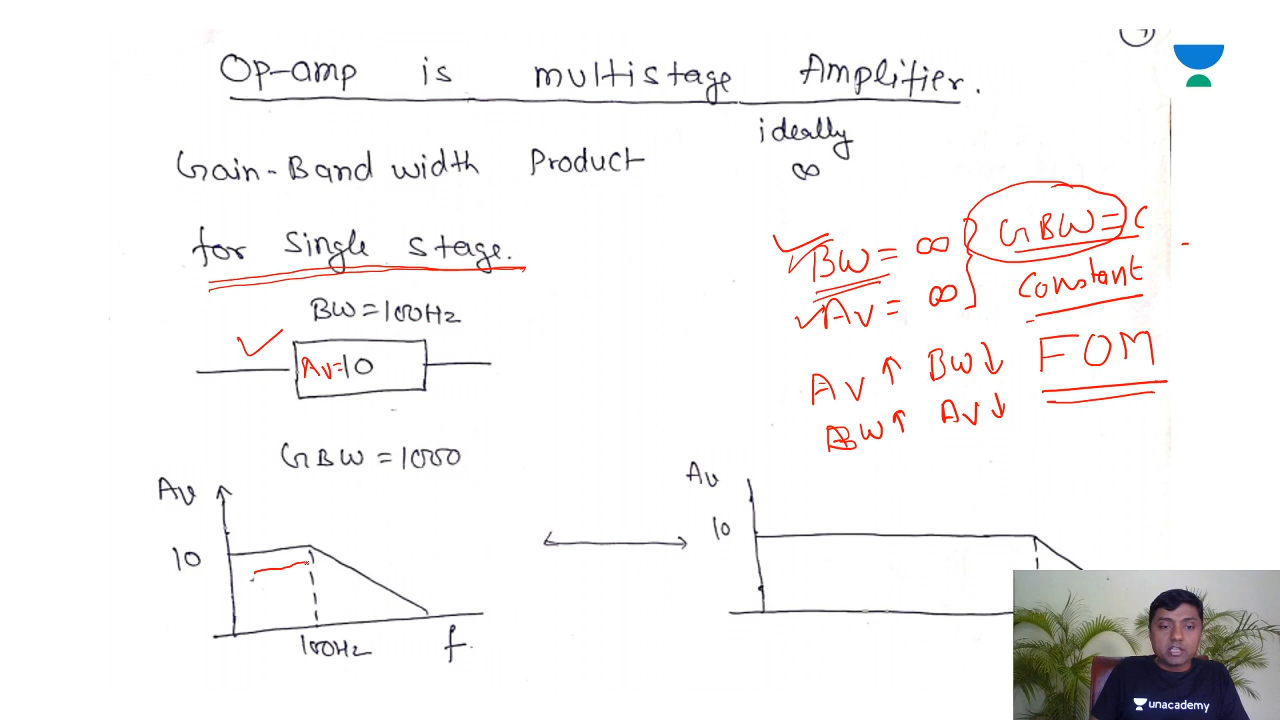 Op-amp is multistage Amplifier.
ideally
Gain-Band width Product ∞
for single stage.
BW = ∞
Av = ∞
GBW = C
Constant
BW=100Hz
Av=10
FOM
Av ↑ BW ↓
BW ↑ Av ↓
GBW = 1000
Av
10
100Hz
f.
Av
10
unacademy